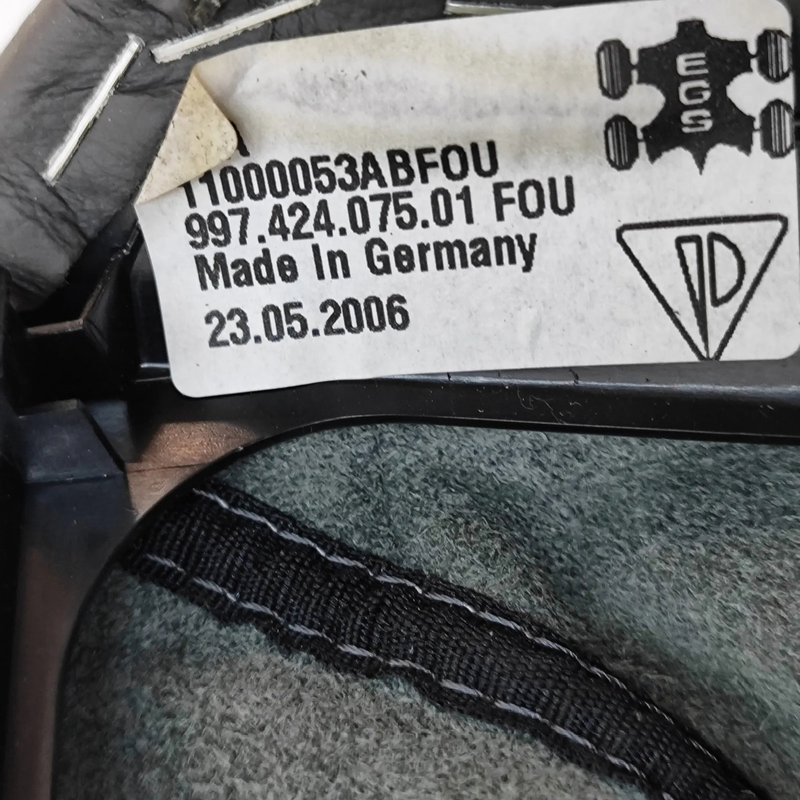 EGS
11000053ABFOU
997.424.075.01 FOU
Made In Germany
23.05.2006